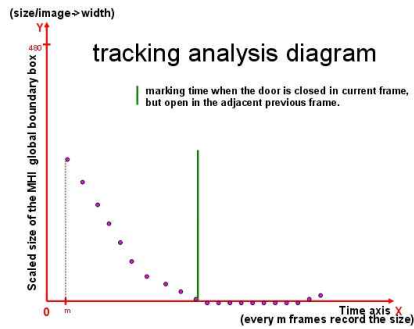 (size/image->width)
Y
480
tracking analysis diagram
marking time when the door is closed in current frame,
but open in the adjacent previous frame.
Scaled size of the MHI global boundary box
0
m
Time axis X
(every m frames record the size)